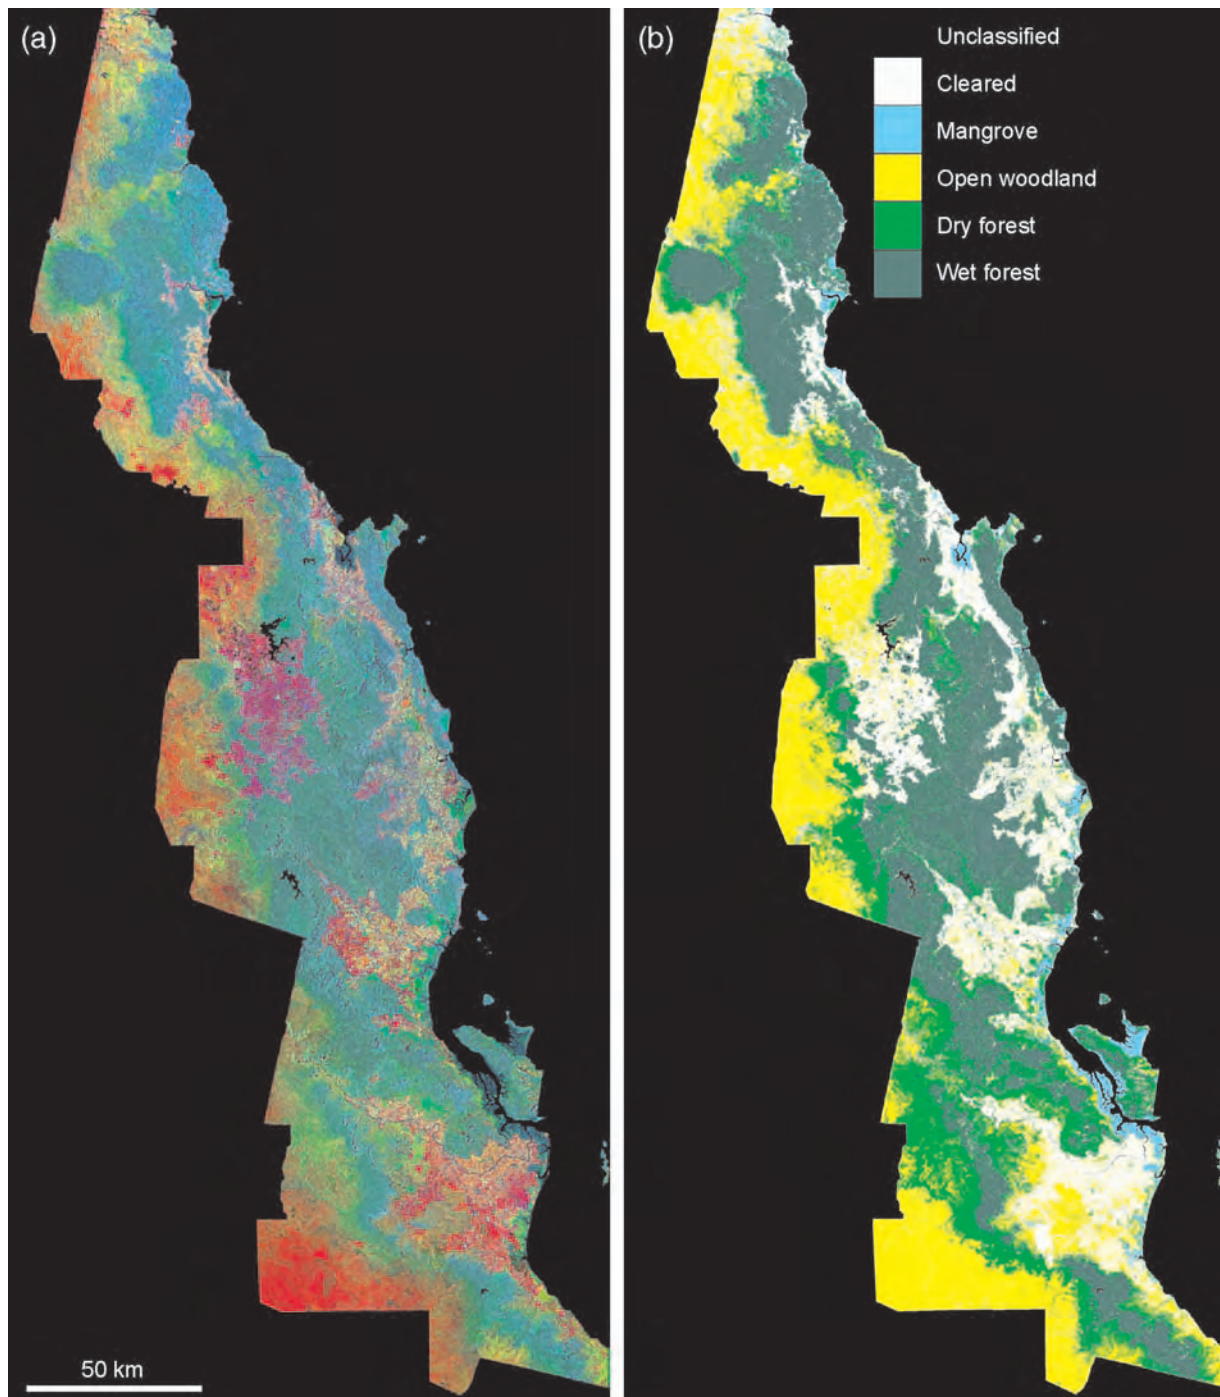 (a)
(b)
Unclassified
Cleared
Mangrove
Open woodland
Dry forest
Wet forest
50 km